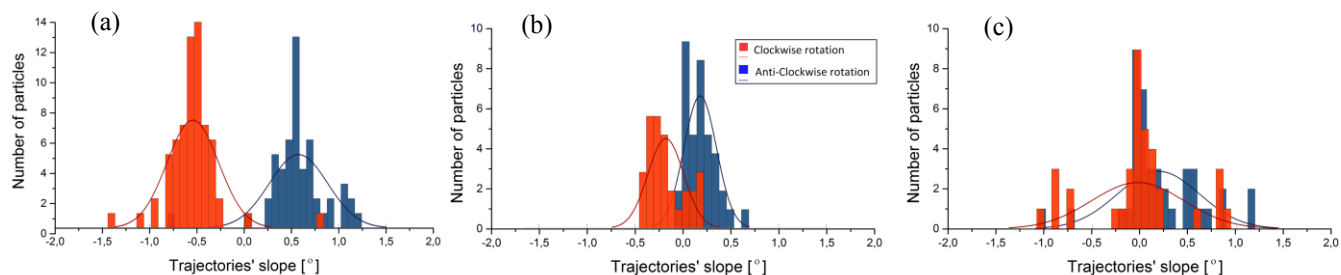 (a)
Number of particles
14
12
10
8
6
4
2
0
-2,0 -1,5 -1,0 -0,5 0,0 0,5 1,0 1,5 2,0
Trajectories' slope [°]
(b)
Number of particles
10
8
6
4
2
0
Clockwise rotation
Anti-Clockwise rotation
-2,0 -1,5 -1,0 -0,5 0,0 0,5 1,0 1,5 2,0
Trajectories' slope [°]
(c)
Number of particles
10
8
6
4
2
0
-2,0 -1,5 -1,0 -0,5 0,0 0,5 1,0 1,5 2,0
Trajectories' slope [°]